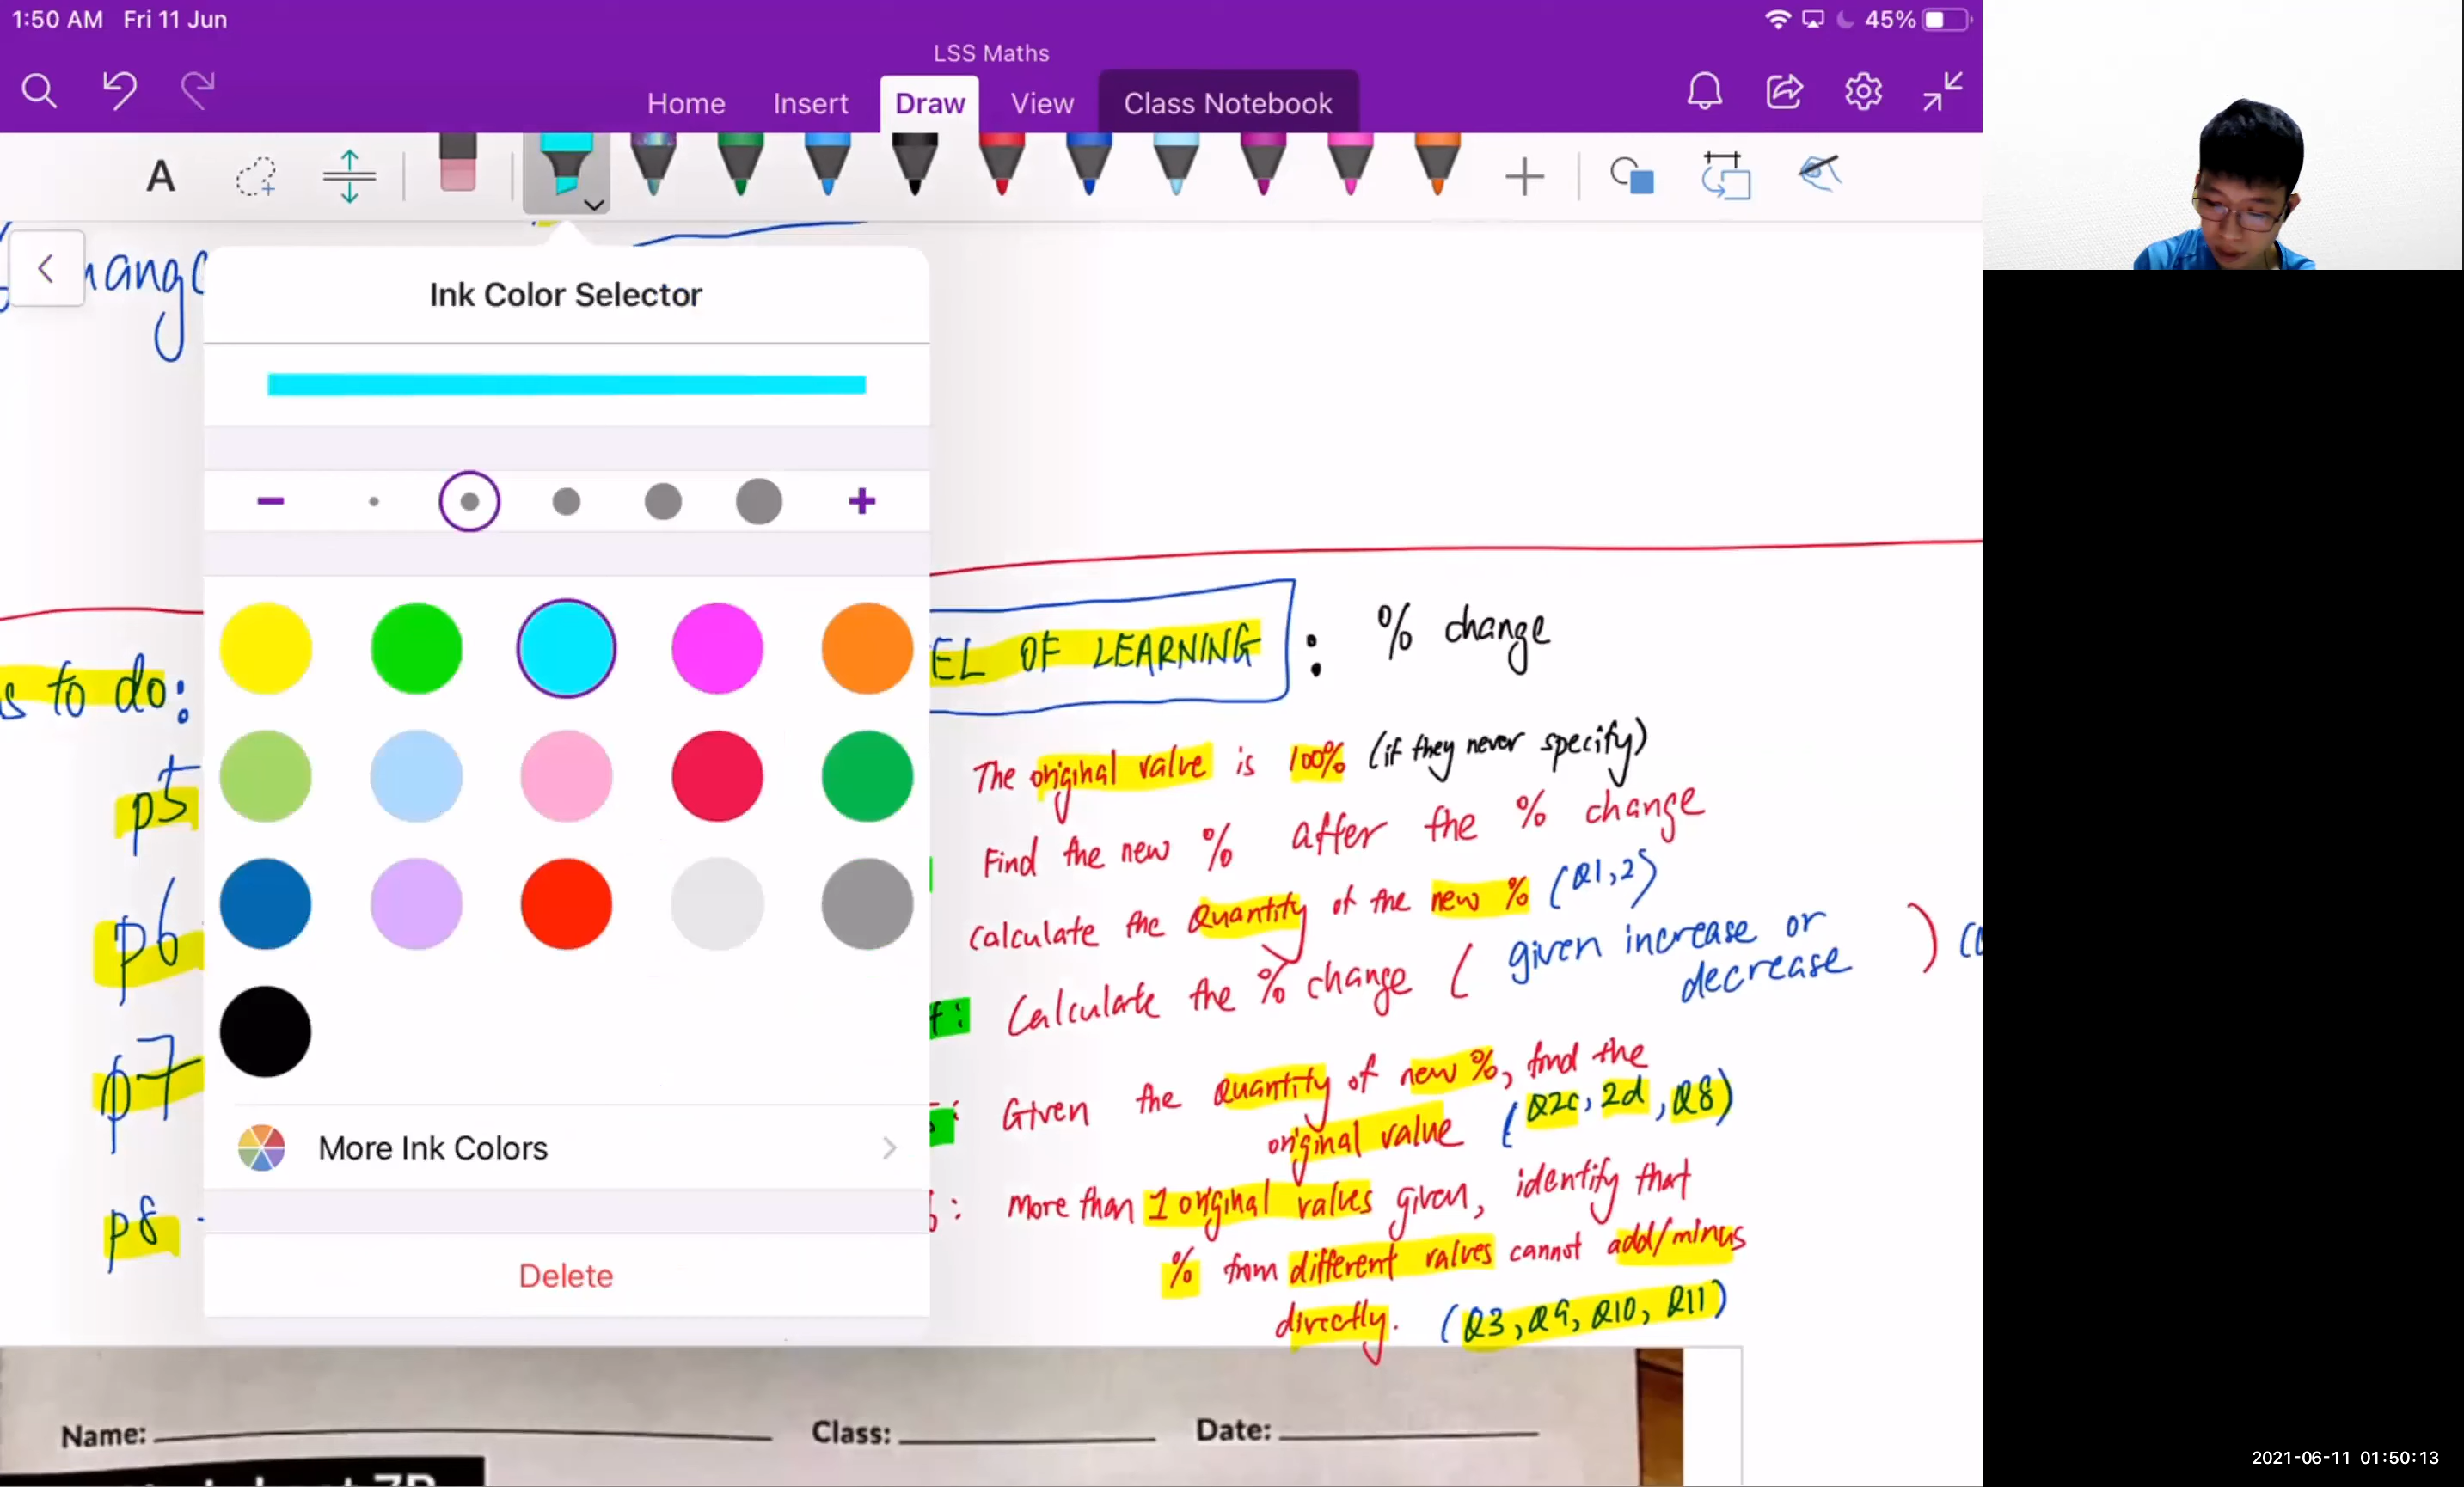 1:50 AM Fri 11 Jun
45%
LSS Maths
Home Insert Draw View Class Notebook
A
hange
Ink Color Selector
EL OF LEARNING : % change
s to do:
The original value is 100% (if they never specify)
p5
Find the new % after the % change
Calculate the Quantity of the new % (Q1,2)
p6
Calculate the % change ( given increase or decrease )
p7
Given the Quantity of new %, find the
original value (Q2c, 2d, Q8)
More Ink Colors
p8
More than 1 original values given, identify that
% from different values cannot add/minus
directly. (Q3, Q9, Q10, Q11)
Delete
Name: Class: Date:
2021-06-11 01:50:13